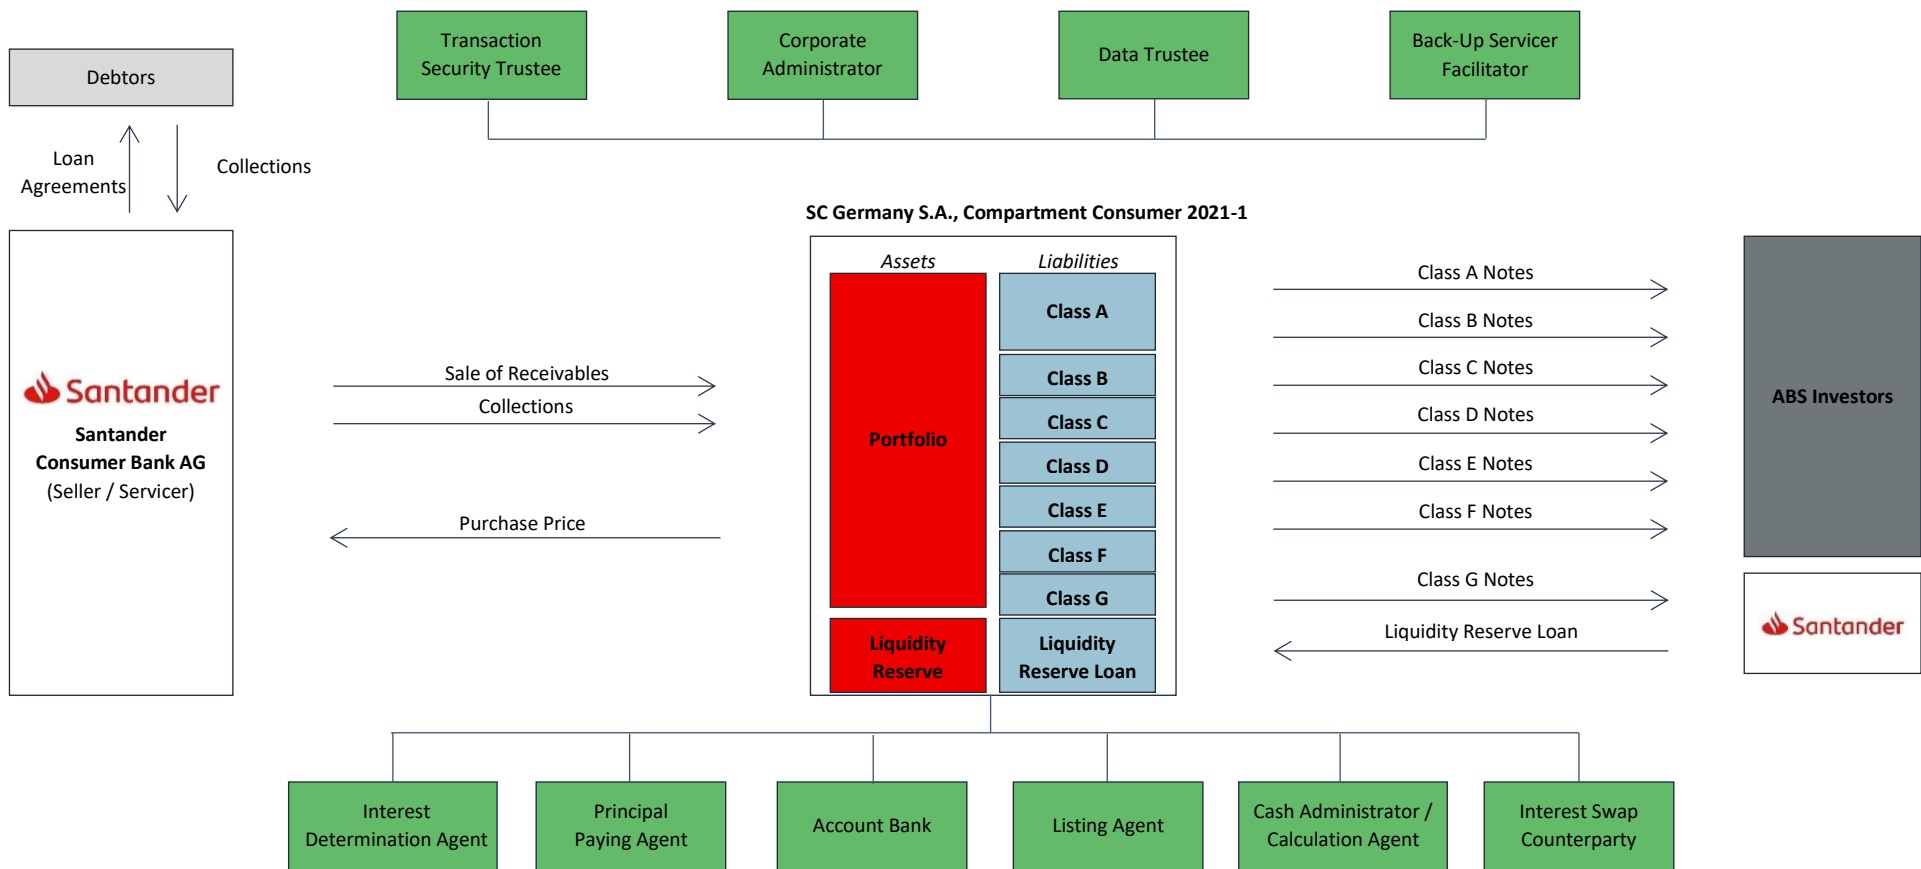 Transaction
Security Trustee
Corporate
Administrator
Data Trustee
Back-Up Servicer
Facilitator
Debtors
Loan
Agreements
Collections
SC Germany S.A., Compartment Consumer 2021-1
Assets
Liabilities
Santander
Santander
Consumer Bank AG
(Seller / Servicer)
Sale of Receivables
Collections
Purchase Price
Portfolio
Liquidity
Reserve
Class A
Class B
Class C
Class D
Class E
Class F
Class G
Liquidity
Reserve Loan
Class A Notes
Class B Notes
Class C Notes
Class D Notes
Class E Notes
Class F Notes
Class G Notes
Liquidity Reserve Loan
ABS Investors
Santander
Interest
Determination Agent
Principal
Paying Agent
Account Bank
Listing Agent
Cash Administrator /
Calculation Agent
Interest Swap
Counterparty